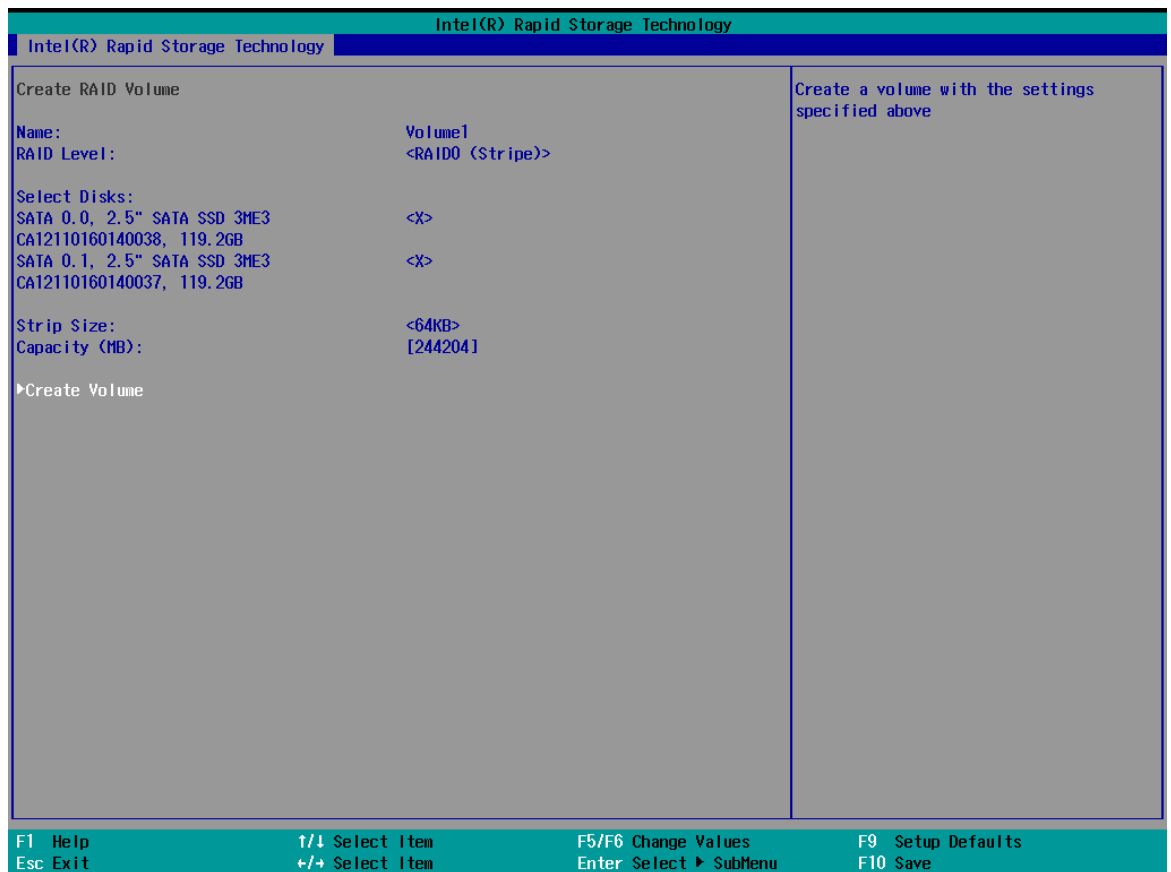 Intel(R) Rapid Storage Technology
Intel(R) Rapid Storage Technology
Create RAID Volume
Create a volume with the settings
specified above
Name: Volume1
RAID Level: <RAID0 (Stripe)>
Select Disks:
SATA 0.0, 2.5" SATA SSD 3ME3 <X>
CA12110160140038, 119.2GB
SATA 0.1, 2.5" SATA SSD 3ME3 <X>
CA12110160140037, 119.2GB
Strip Size: <64KB>
Capacity (MB): [244204]
▶Create Volume
F1 Help ↑/↓ Select Item F5/F6 Change Values F9 Setup Defaults
Esc Exit ←/→ Select Item Enter Select ▶ SubMenu F10 Save